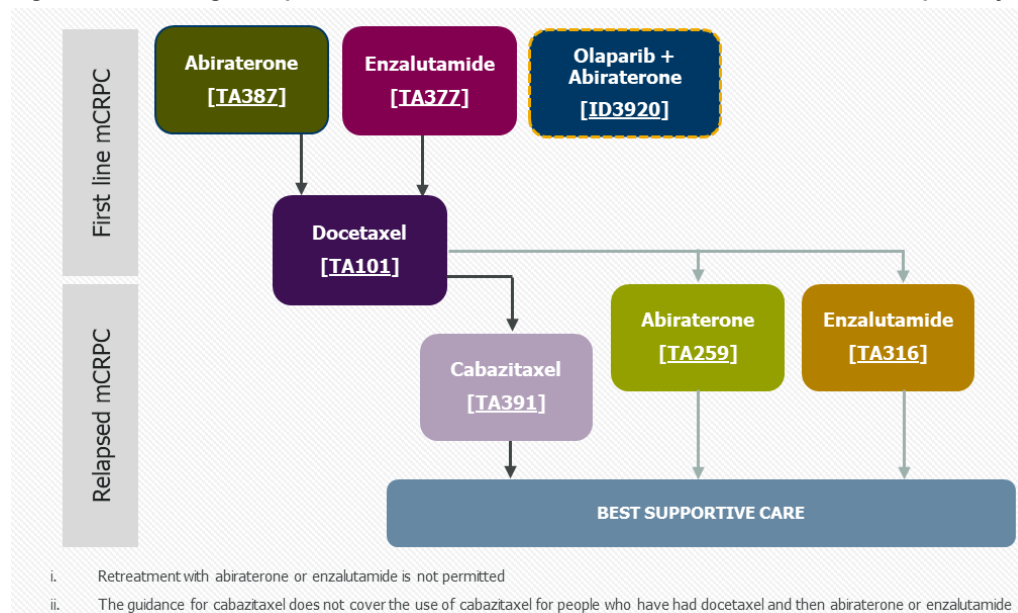 First line mCRPC
Abiraterone
[TA387]
Enzalutamide
[TA377]
Olaparib +
Abiraterone
[ID3920]
Docetaxel
[TA101]
Relapsed mCRPC
Cabazitaxel
[TA391]
Abiraterone
[TA259]
Enzalutamide
[TA316]
BEST SUPPORTIVE CARE
i. Retreatment with abiraterone or enzalutamide is not permitted
ii. The guidance for cabazitaxel does not cover the use of cabazitaxel for people who have had docetaxel and then abiraterone or enzalutamide